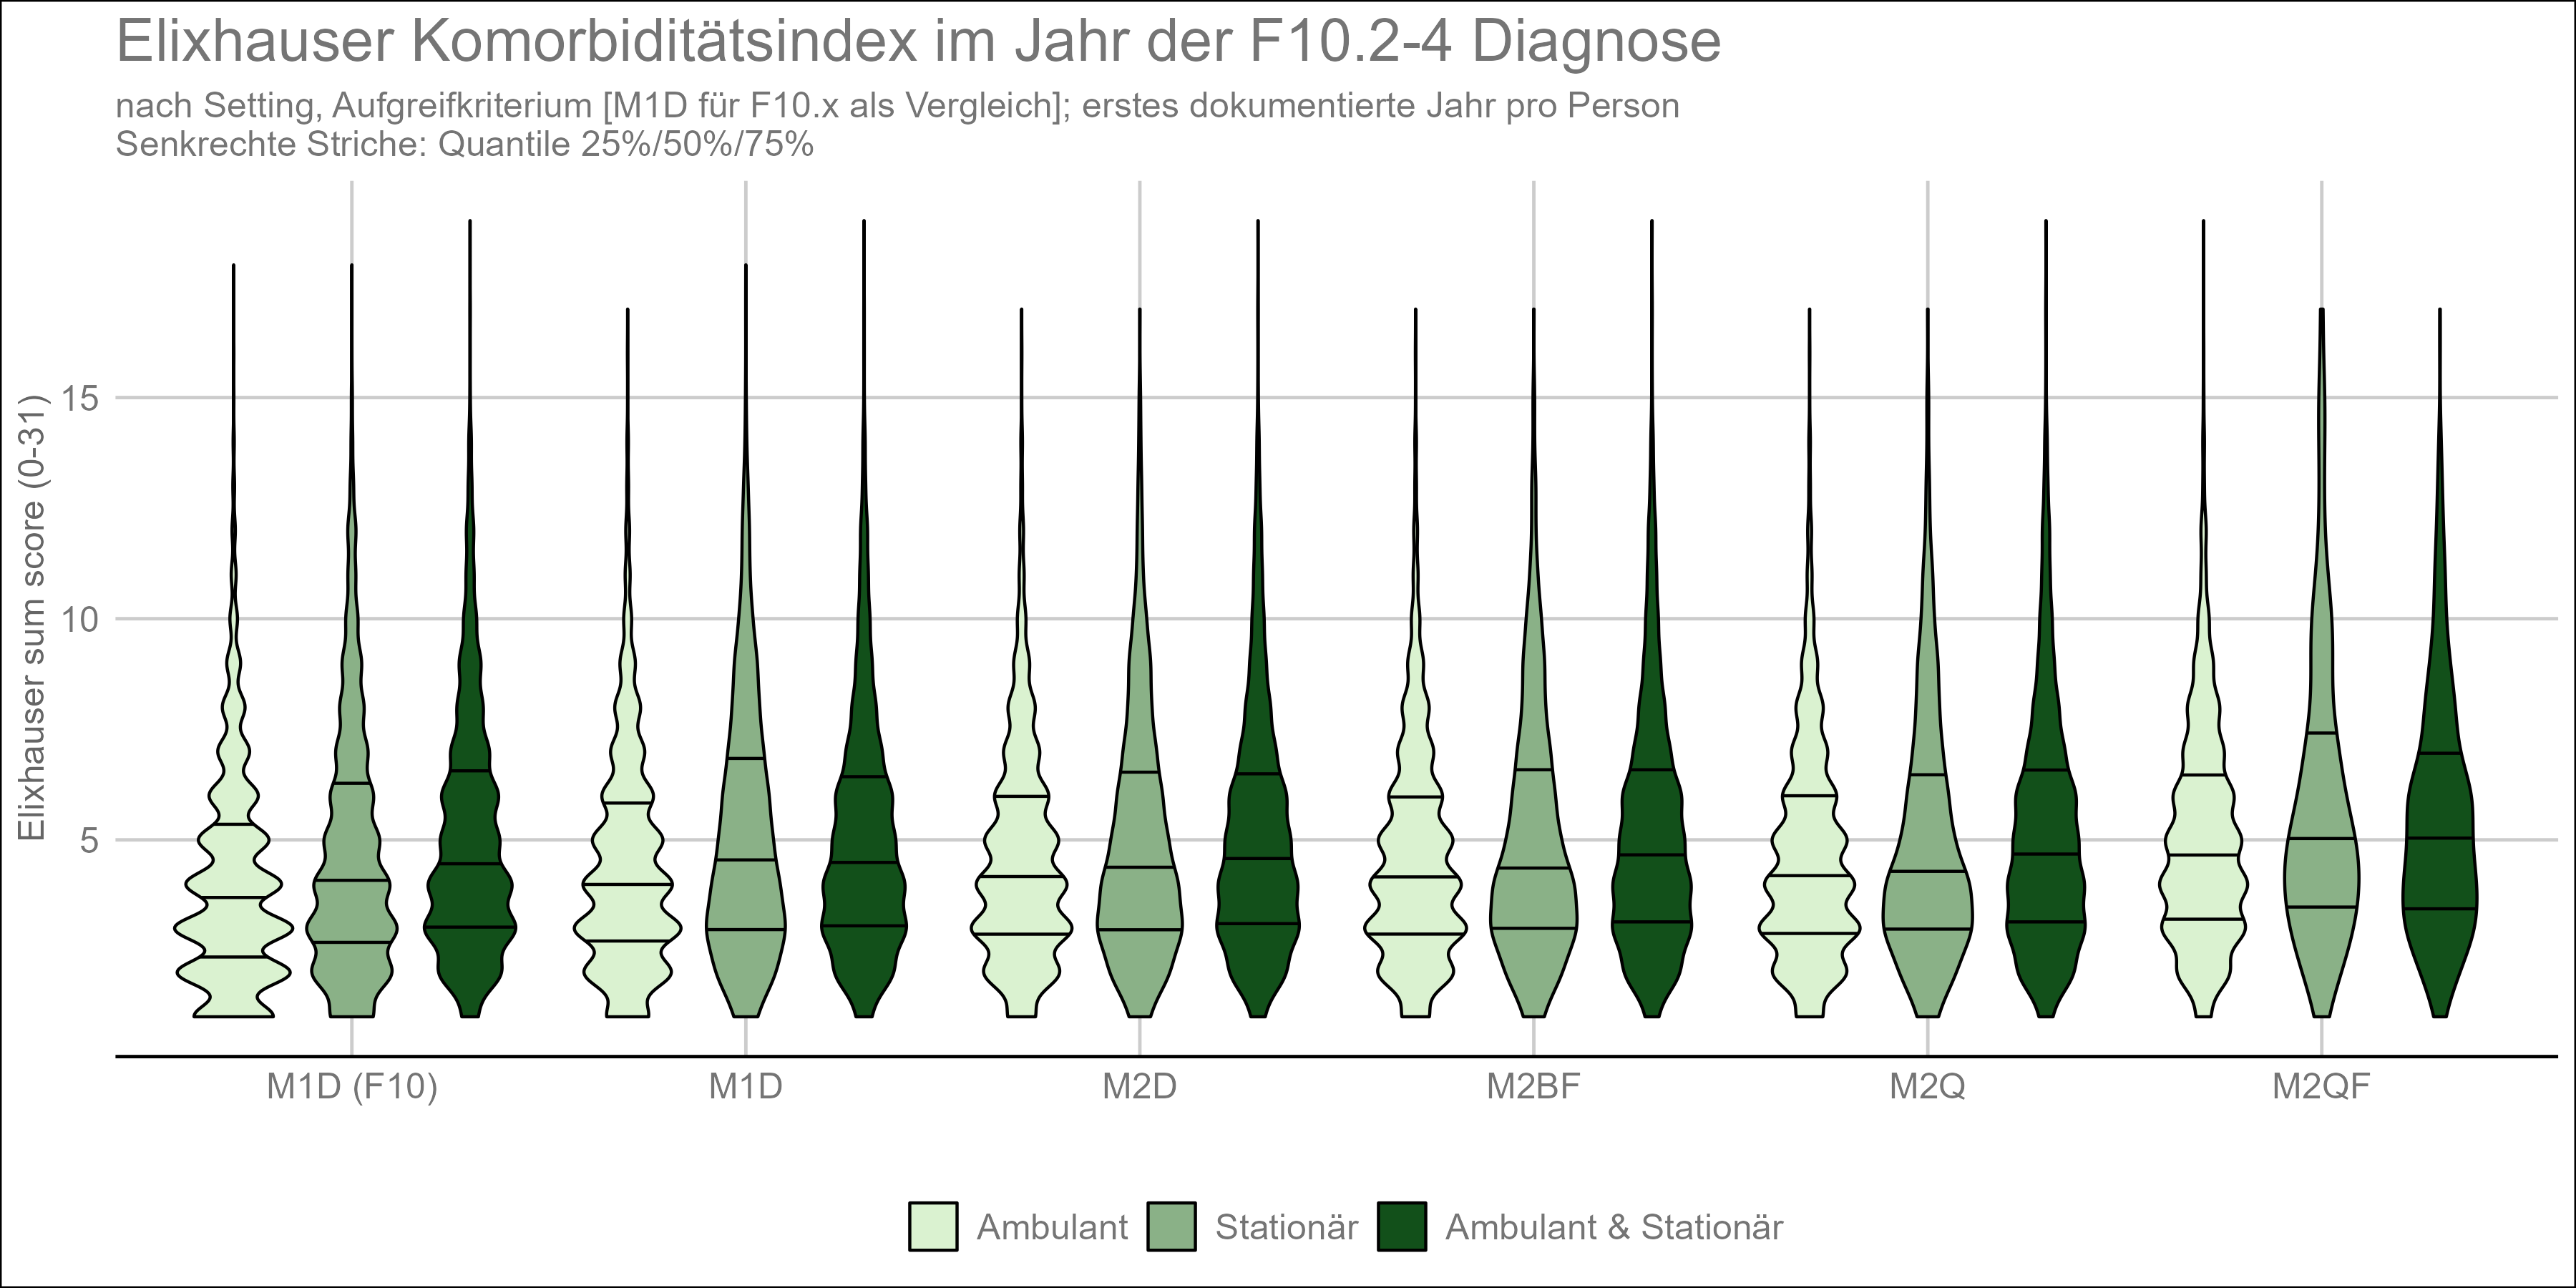 Elixhauser Komorbiditätsindex im Jahr der F10.2-4 Diagnose
nach Setting, Aufgreifkriterium [M1D für F10.x als Vergleich]; erstes dokumentierte Jahr pro Person
Senkrechte Striche: Quantile 25%/50%/75%
Elixhauser sum score (0-31)
15
10
5
M1D (F10)
M1D
M2D
M2BF
M2Q
M2QF
Ambulant
Stationär
Ambulant & Stationär